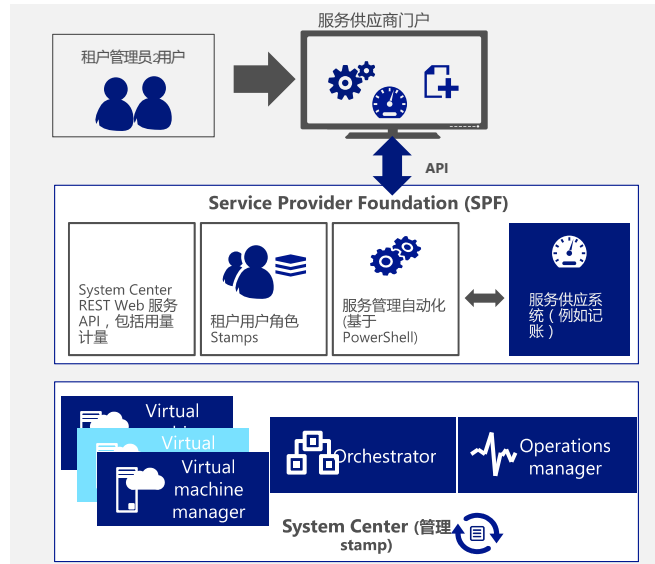 服务供应商门户
租户管理员2用户
API
Service Provider Foundation (SPF)
System Center
REST Web 服务
API，包括用量
计量
租户用户角色
Stamps
服务管理自动化
(基于
PowerShell)
服务供应系
统（例如记
账）
Virtual
Virtual
Virtual
machine
manager
Orchestrator
Operations
manager
System Center (管理
stamp)